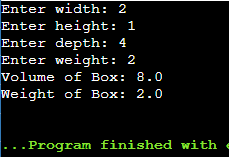 Enter width: 2
Enter height: 1
Enter depth: 4
Enter weight: 2
Volume of Box: 8.0
Weight of Box: 2.0
...Program finished with